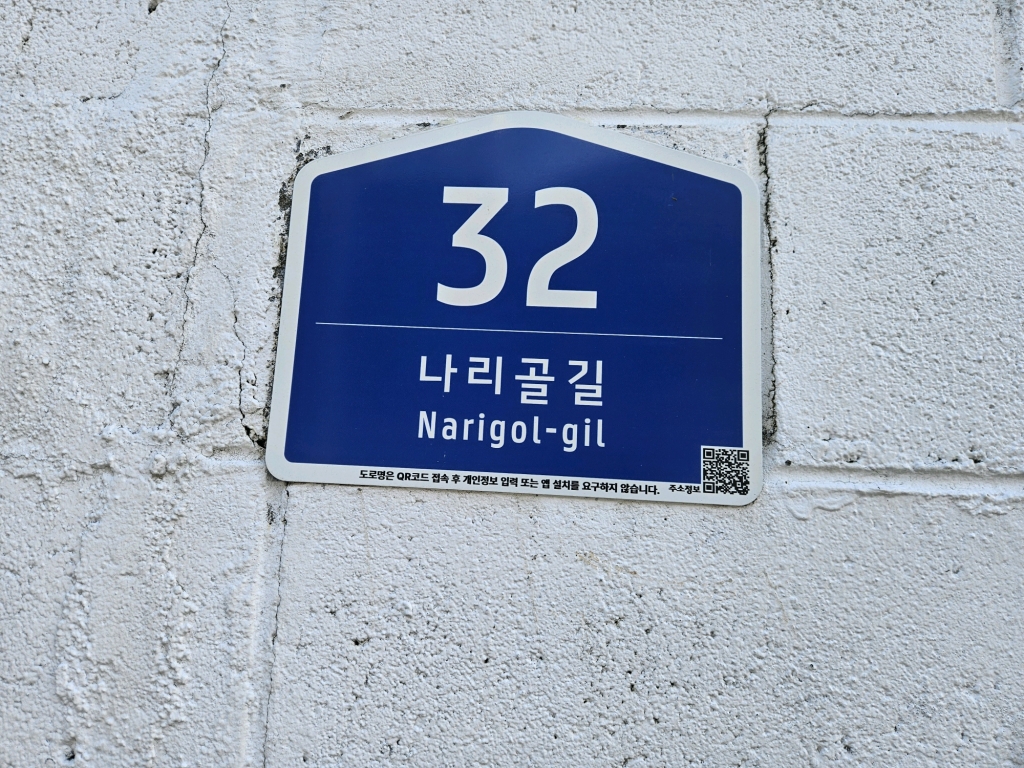 32
나리골길
Narigol-gil
도로명은 QR코드 접속 후 개인정보 입력 또는 앱 설치를 요구하지 않습니다.
주소정보